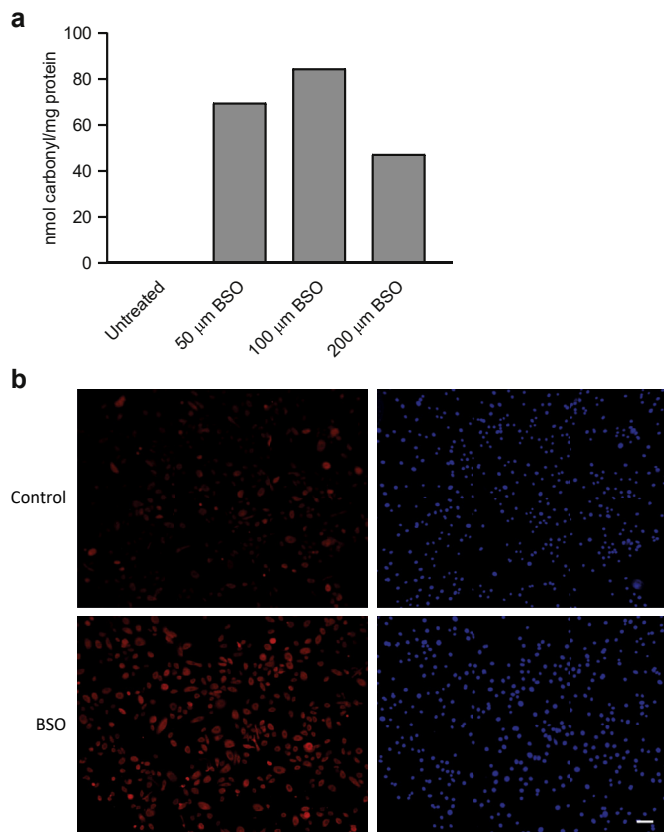 a
nmol carbonyl/mg protein
100
80
60
40
20
0
Untreated
50 μm BSO
100 μm BSO
200 μm BSO
b
Control
BSO